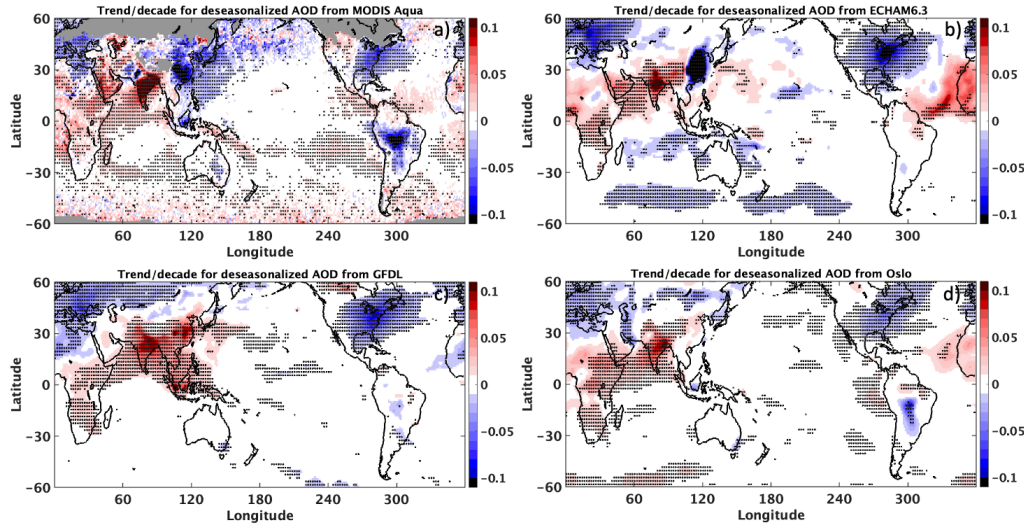 Trend/decade for deseasonalized AOD from MODIS Aqua
a)
60
30
0
−30
−60
Latitude
60 120 180 240 300
Longitude
0.1
0.05
0
−0.05
−0.1
Trend/decade for deseasonalized AOD from ECHAM6.3
b)
60
30
0
−30
−60
Latitude
60 120 180 240 300
Longitude
0.1
0.05
0
−0.05
−0.1
Trend/decade for deseasonalized AOD from GFDL
c)
60
30
0
−30
−60
Latitude
60 120 180 240 300
Longitude
0.1
0.05
0
−0.05
−0.1
Trend/decade for deseasonalized AOD from Oslo
d)
60
30
0
−30
−60
Latitude
60 120 180 240 300
Longitude
0.1
0.05
0
−0.05
−0.1